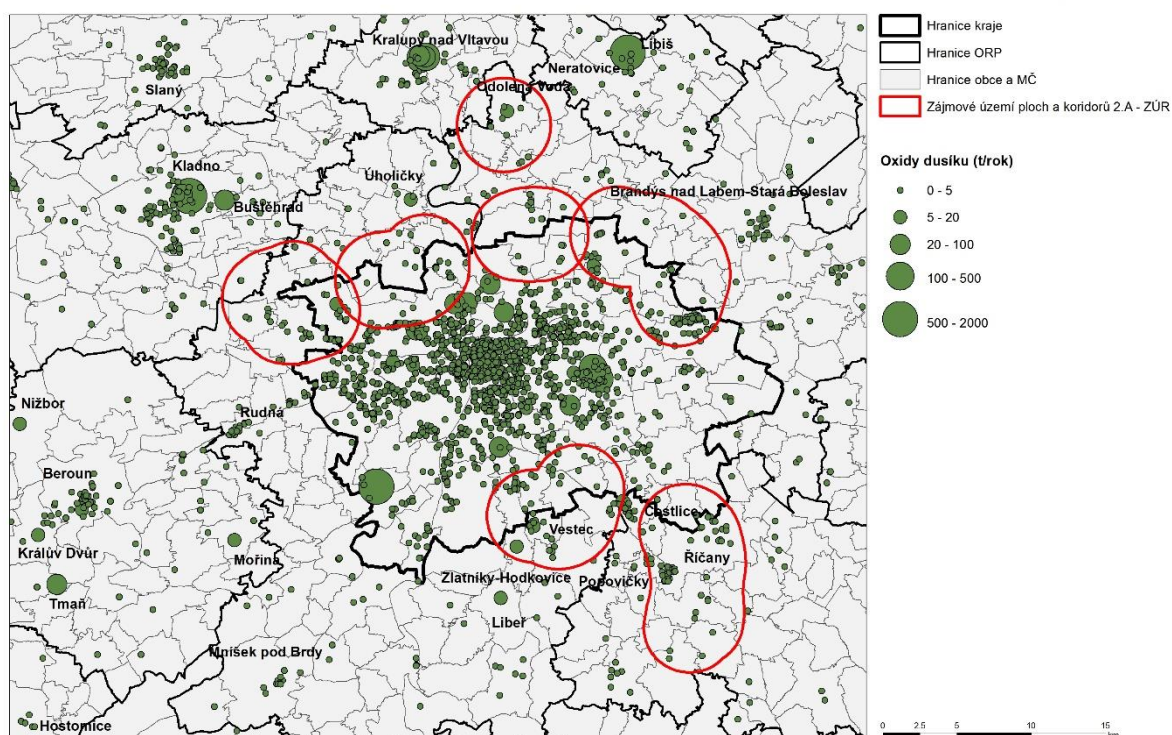 Kralupy nad Vltavou
Libiš
Neratovice
Slaný
Odolena Voda
Kladno
Úholičky
Brandýs nad Labem-Stará Boleslav
Buštěhrad
Nižbor
Rudná
Beroun
Čestlice
Vestec
Králův Dvůr
Mořina
Říčany
Zlatníky-Hodkovice
Popovičky
Tmaň
Libeř
Mníšek pod Brdy
Hostomice
Hranice kraje
Hranice ORP
Hranice obce a MČ
Zájmové území ploch a koridorů 2.A - ZÚR
Oxidy dusíku (t/rok)
0 - 5
5 - 20
20 - 100
100 - 500
500 - 2000
0 2.5 5 10 15
km